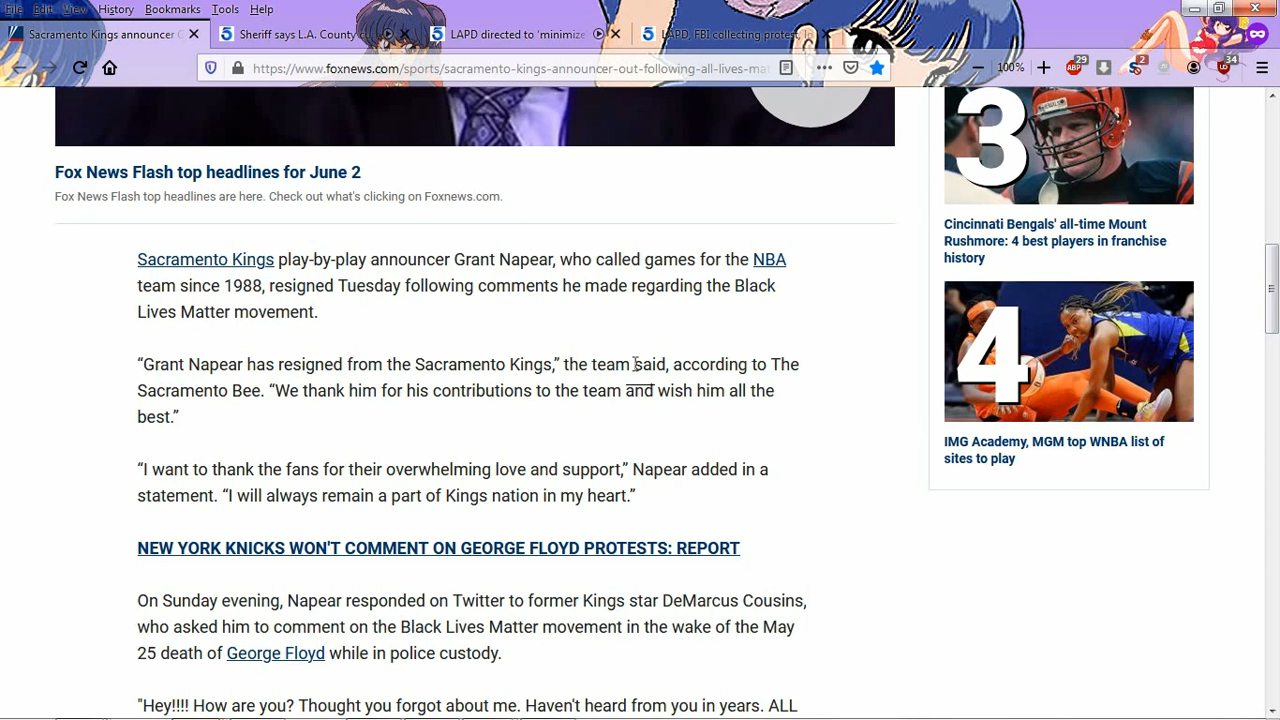 File Edit View History Bookmarks Tools Help
Sacramento Kings announcer
Sheriff says L.A. County
LAPD directed to minimize
LAPD, FBI collecting protest,
https://www.foxnews.com/sports/sacramento-kings-announcer-out-following-all-lives-mat
100%
29
2
34
Fox News Flash top headlines for June 2
Fox News Flash top headlines are here. Check out what's clicking on Foxnews.com.
Sacramento Kings play-by-play announcer Grant Napear, who called games for the NBA
team since 1988, resigned Tuesday following comments he made regarding the Black
Lives Matter movement.
“Grant Napear has resigned from the Sacramento Kings,” the team said, according to The
Sacramento Bee. “We thank him for his contributions to the team and wish him all the
best.”
“I want to thank the fans for their overwhelming love and support,” Napear added in a
statement. “I will always remain a part of Kings nation in my heart.”
NEW YORK KNICKS WON'T COMMENT ON GEORGE FLOYD PROTESTS: REPORT
On Sunday evening, Napear responded on Twitter to former Kings star DeMarcus Cousins,
who asked him to comment on the Black Lives Matter movement in the wake of the May
25 death of George Floyd while in police custody.
"Hey!!!! How are you? Thought you forgot about me. Haven't heard from you in years. ALL
3
Cincinnati Bengals' all-time Mount
Rushmore: 4 best players in franchise
history
4
IMG Academy, MGM top WNBA list of
sites to play